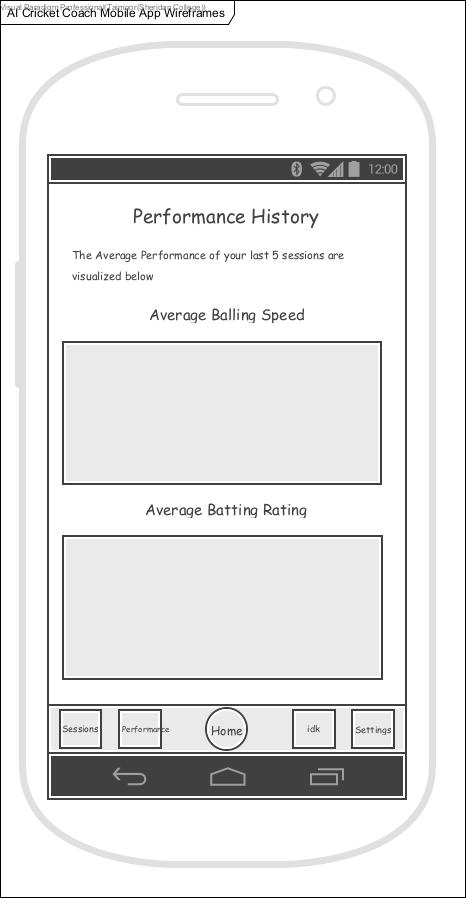 Visual Paradigm Professional(Taimoor(Sheridan College))
AI Cricket Coach Mobile App Wireframes
12:00
Performance History
The Average Performance of your last 5 sessions are
visualized below
Average Balling Speed
Average Batting Rating
Sessions
Performance
Home
idk
Settings